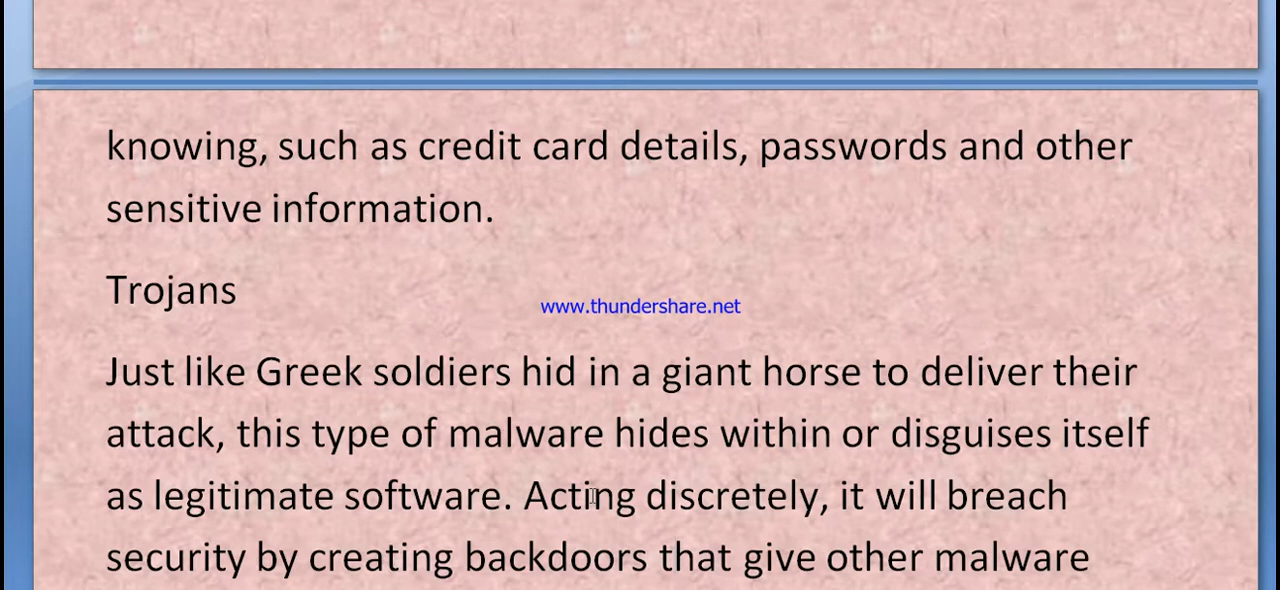 knowing, such as credit card details, passwords and other
sensitive information.
Trojans
www.thundershare.net
Just like Greek soldiers hid in a giant horse to deliver their
attack, this type of malware hides within or disguises itself
as legitimate software. Acting discretely, it will breach
security by creating backdoors that give other malware